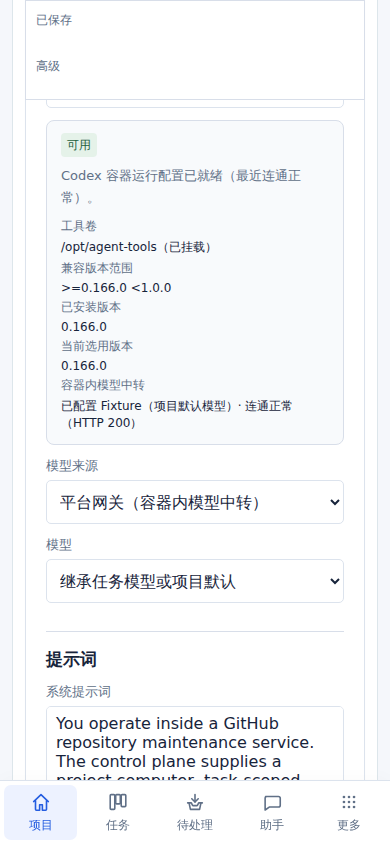 已保存
高级
可用
Codex 容器运行配置已就绪（最近连通正
常）。
工具卷
/opt/agent-tools（已挂载）
兼容版本范围
>=0.166.0 <1.0.0
已安装版本
0.166.0
当前选用版本
0.166.0
容器内模型中转
已配置 Fixture（项目默认模型）· 连通正常
（HTTP 200）
模型来源
平台网关（容器内模型中转）
模型
继承任务模型或项目默认
提示词
系统提示词
You operate inside a GitHub
repository maintenance service.
The control plane supplies a
project computer, task-scoped
项目
任务
待处理
助手
更多